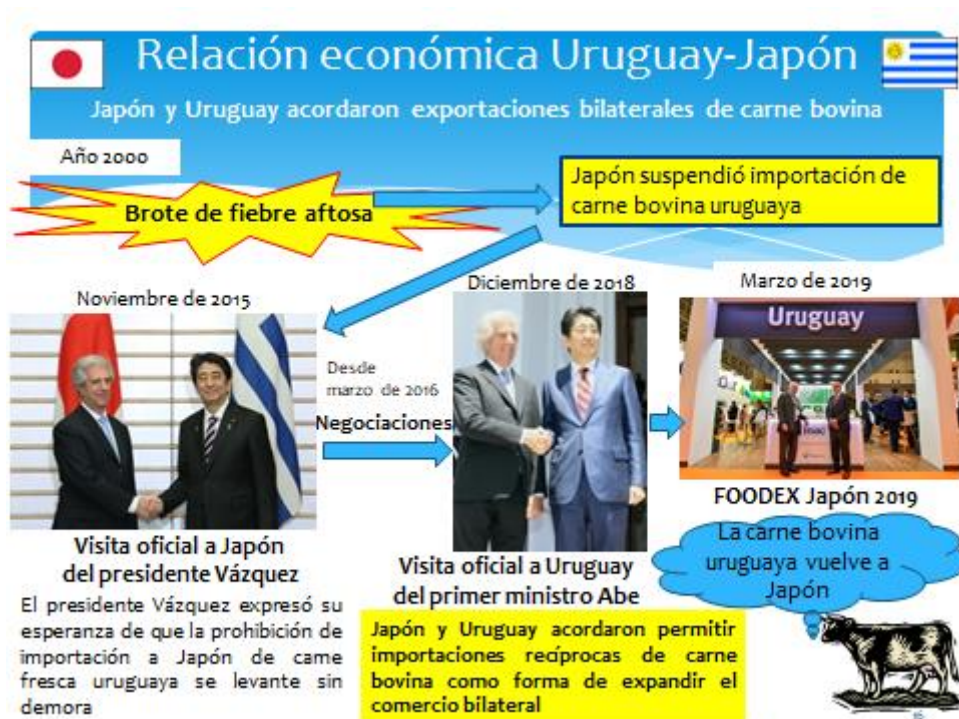 Relación económica Uruguay-Japón
Japón y Uruguay acordaron exportaciones bilaterales de carne bovina
Año 2000
Brote de fiebre aftosa
Japón suspendió importación de
carne bovina uruguaya
Noviembre de 2015
Desde
marzo de 2016
Negociaciones
Diciembre de 2018
Marzo de 2019
Uruguay
Visita oficial a Japón
del presidente Vázquez
El presidente Vázquez expresó su
esperanza de que la prohibición de
importación a Japón de carne
fresca uruguaya se levante sin
demora
Visita oficial a Uruguay
del primer ministro Abe
Japón y Uruguay acordaron permitir
importaciones recíprocas de carne
bovina como forma de expandir el
comercio bilateral
FOODEX Japón 2019
La carne bovina
uruguaya vuelve a
Japón